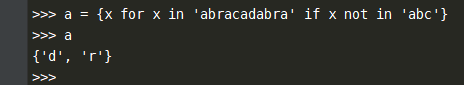 >>> a = {x for x in 'abracadabra' if x not in 'abc'}
>>> a
{'d', 'r'}
>>>